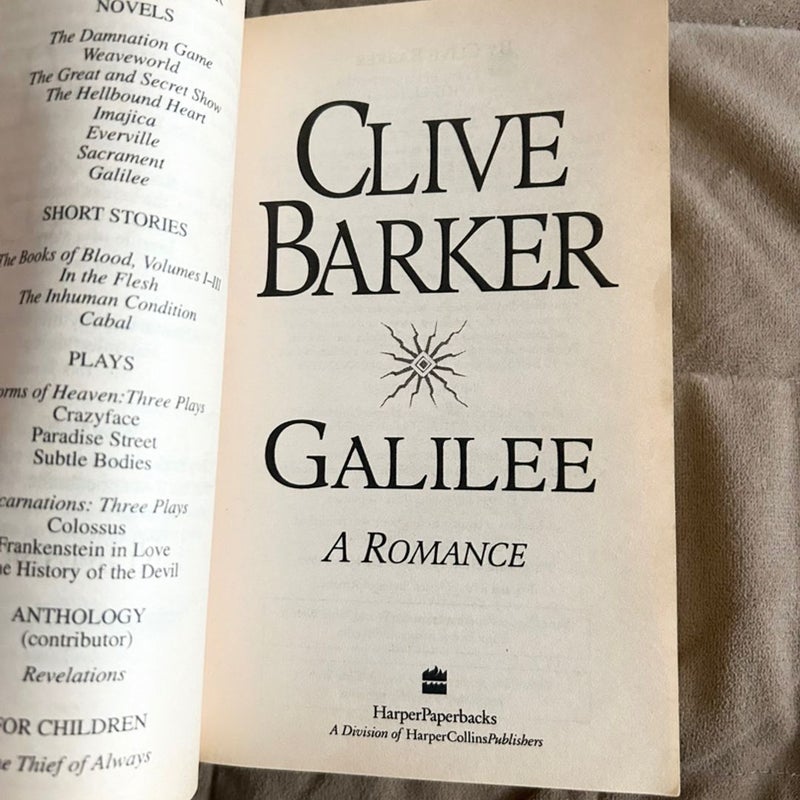 NOVELS
The Damnation Game
Weaveworld
The Great and Secret Show
The Hellbound Heart
Imajica
Everville
Sacrament
Galilee
SHORT STORIES
The Books of Blood, Volumes I–III
In the Flesh
The Inhuman Condition
Cabal
PLAYS
orms of Heaven: Three Plays
Crazyface
Paradise Street
Subtle Bodies
carnations: Three Plays
Colossus
Frankenstein in Love
e History of the Devil
ANTHOLOGY
(contributor)
Revelations
FOR CHILDREN
e Thief of Always
CLIVE
BARKER
GALILEE
A ROMANCE
HarperPaperbacks
A Division of HarperCollinsPublishers